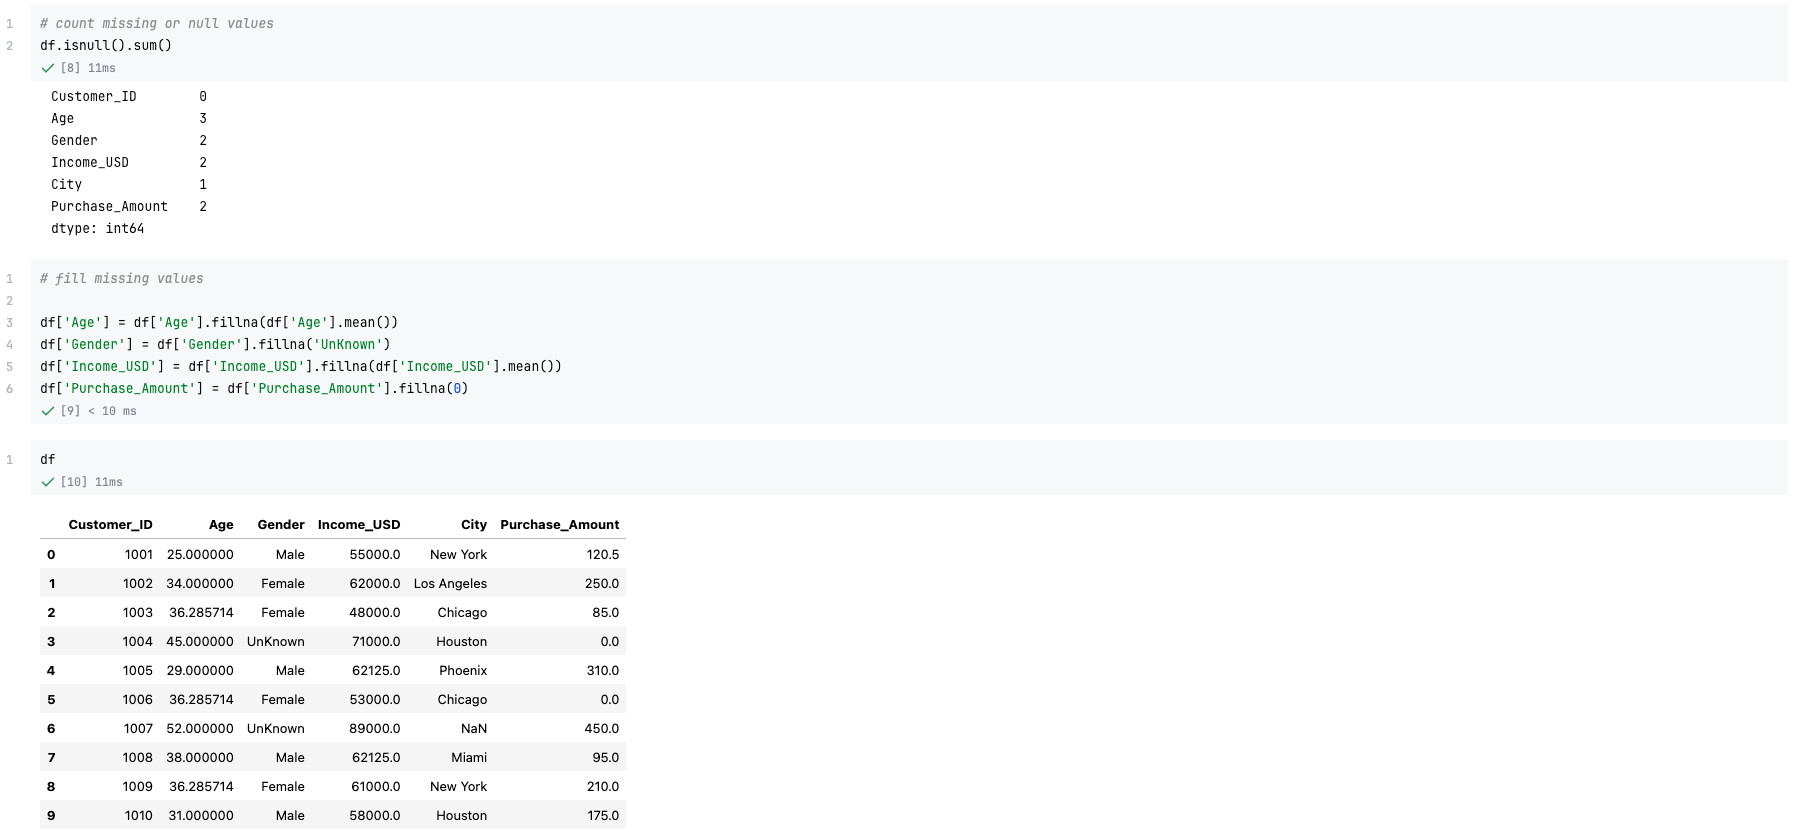 1 # count missing or null values
2 df.isnull().sum()
[8] 11ms
Customer_ID 0
Age 3
Gender 2
Income_USD 2
City 1
Purchase_Amount 2
dtype: int64
1 # fill missing values
2
3 df['Age'] = df['Age'].fillna(df['Age'].mean())
4 df['Gender'] = df['Gender'].fillna('UnKnown')
5 df['Income_USD'] = df['Income_USD'].fillna(df['Income_USD'].mean())
6 df['Purchase_Amount'] = df['Purchase_Amount'].fillna(0)
[9] < 10 ms
1 df
[10] 11ms
Customer_ID Age Gender Income_USD City Purchase_Amount
0 1001 25.000000 Male 55000.0 New York 120.5
1 1002 34.000000 Female 62000.0 Los Angeles 250.0
2 1003 36.285714 Female 48000.0 Chicago 85.0
3 1004 45.000000 UnKnown 71000.0 Houston 0.0
4 1005 29.000000 Male 62125.0 Phoenix 310.0
5 1006 36.285714 Female 53000.0 Chicago 0.0
6 1007 52.000000 UnKnown 89000.0 NaN 450.0
7 1008 38.000000 Male 62125.0 Miami 95.0
8 1009 36.285714 Female 61000.0 New York 210.0
9 1010 31.000000 Male 58000.0 Houston 175.0